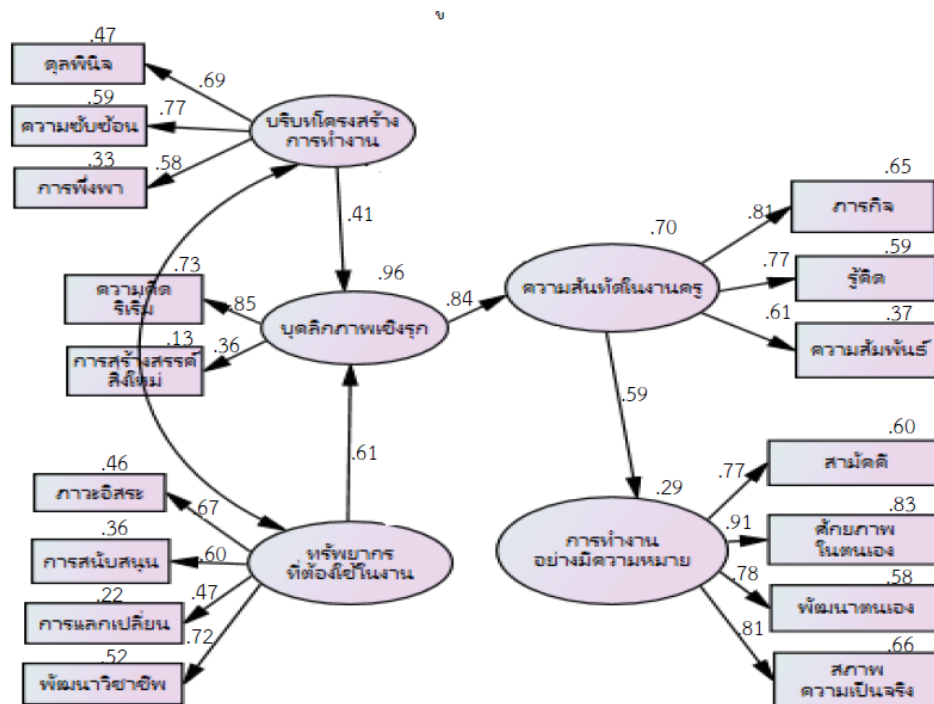 ข
.47
ดุลพินิจ
.69
.59
.77
ความซับซ้อน
.33
.58
การพึ่งพา
บริบทโครงสร้าง
การทำงาน
.41
.73
ความคิด
ริเริ่ม
.85
.13
.36
การสร้างสรรค์
สิ่งใหม่
.96
บุคลิกภาพเชิงรุก
.84
.61
.46
ภาวะอิสระ
.67
.36
.60
การสนับสนุน
.22
.47
การแลกเปลี่ยน
.72
.52
พัฒนาวิชาชีพ
ทรัพยากร
ที่ต้องใช้ในงาน
.70
ความสันทัดในงานครู
.65
.81
ภารกิจ
.59
.77
รู้คิด
.61
.37
ความสัมพันธ์
.59
.29
การทำงาน
อย่างมีความหมาย
.60
.77
สามัคคี
.83
.91
ศักยภาพ
ในตนเอง
.78
.58
พัฒนาตนเอง
.81
.66
สภาพ
ความเป็นจริง